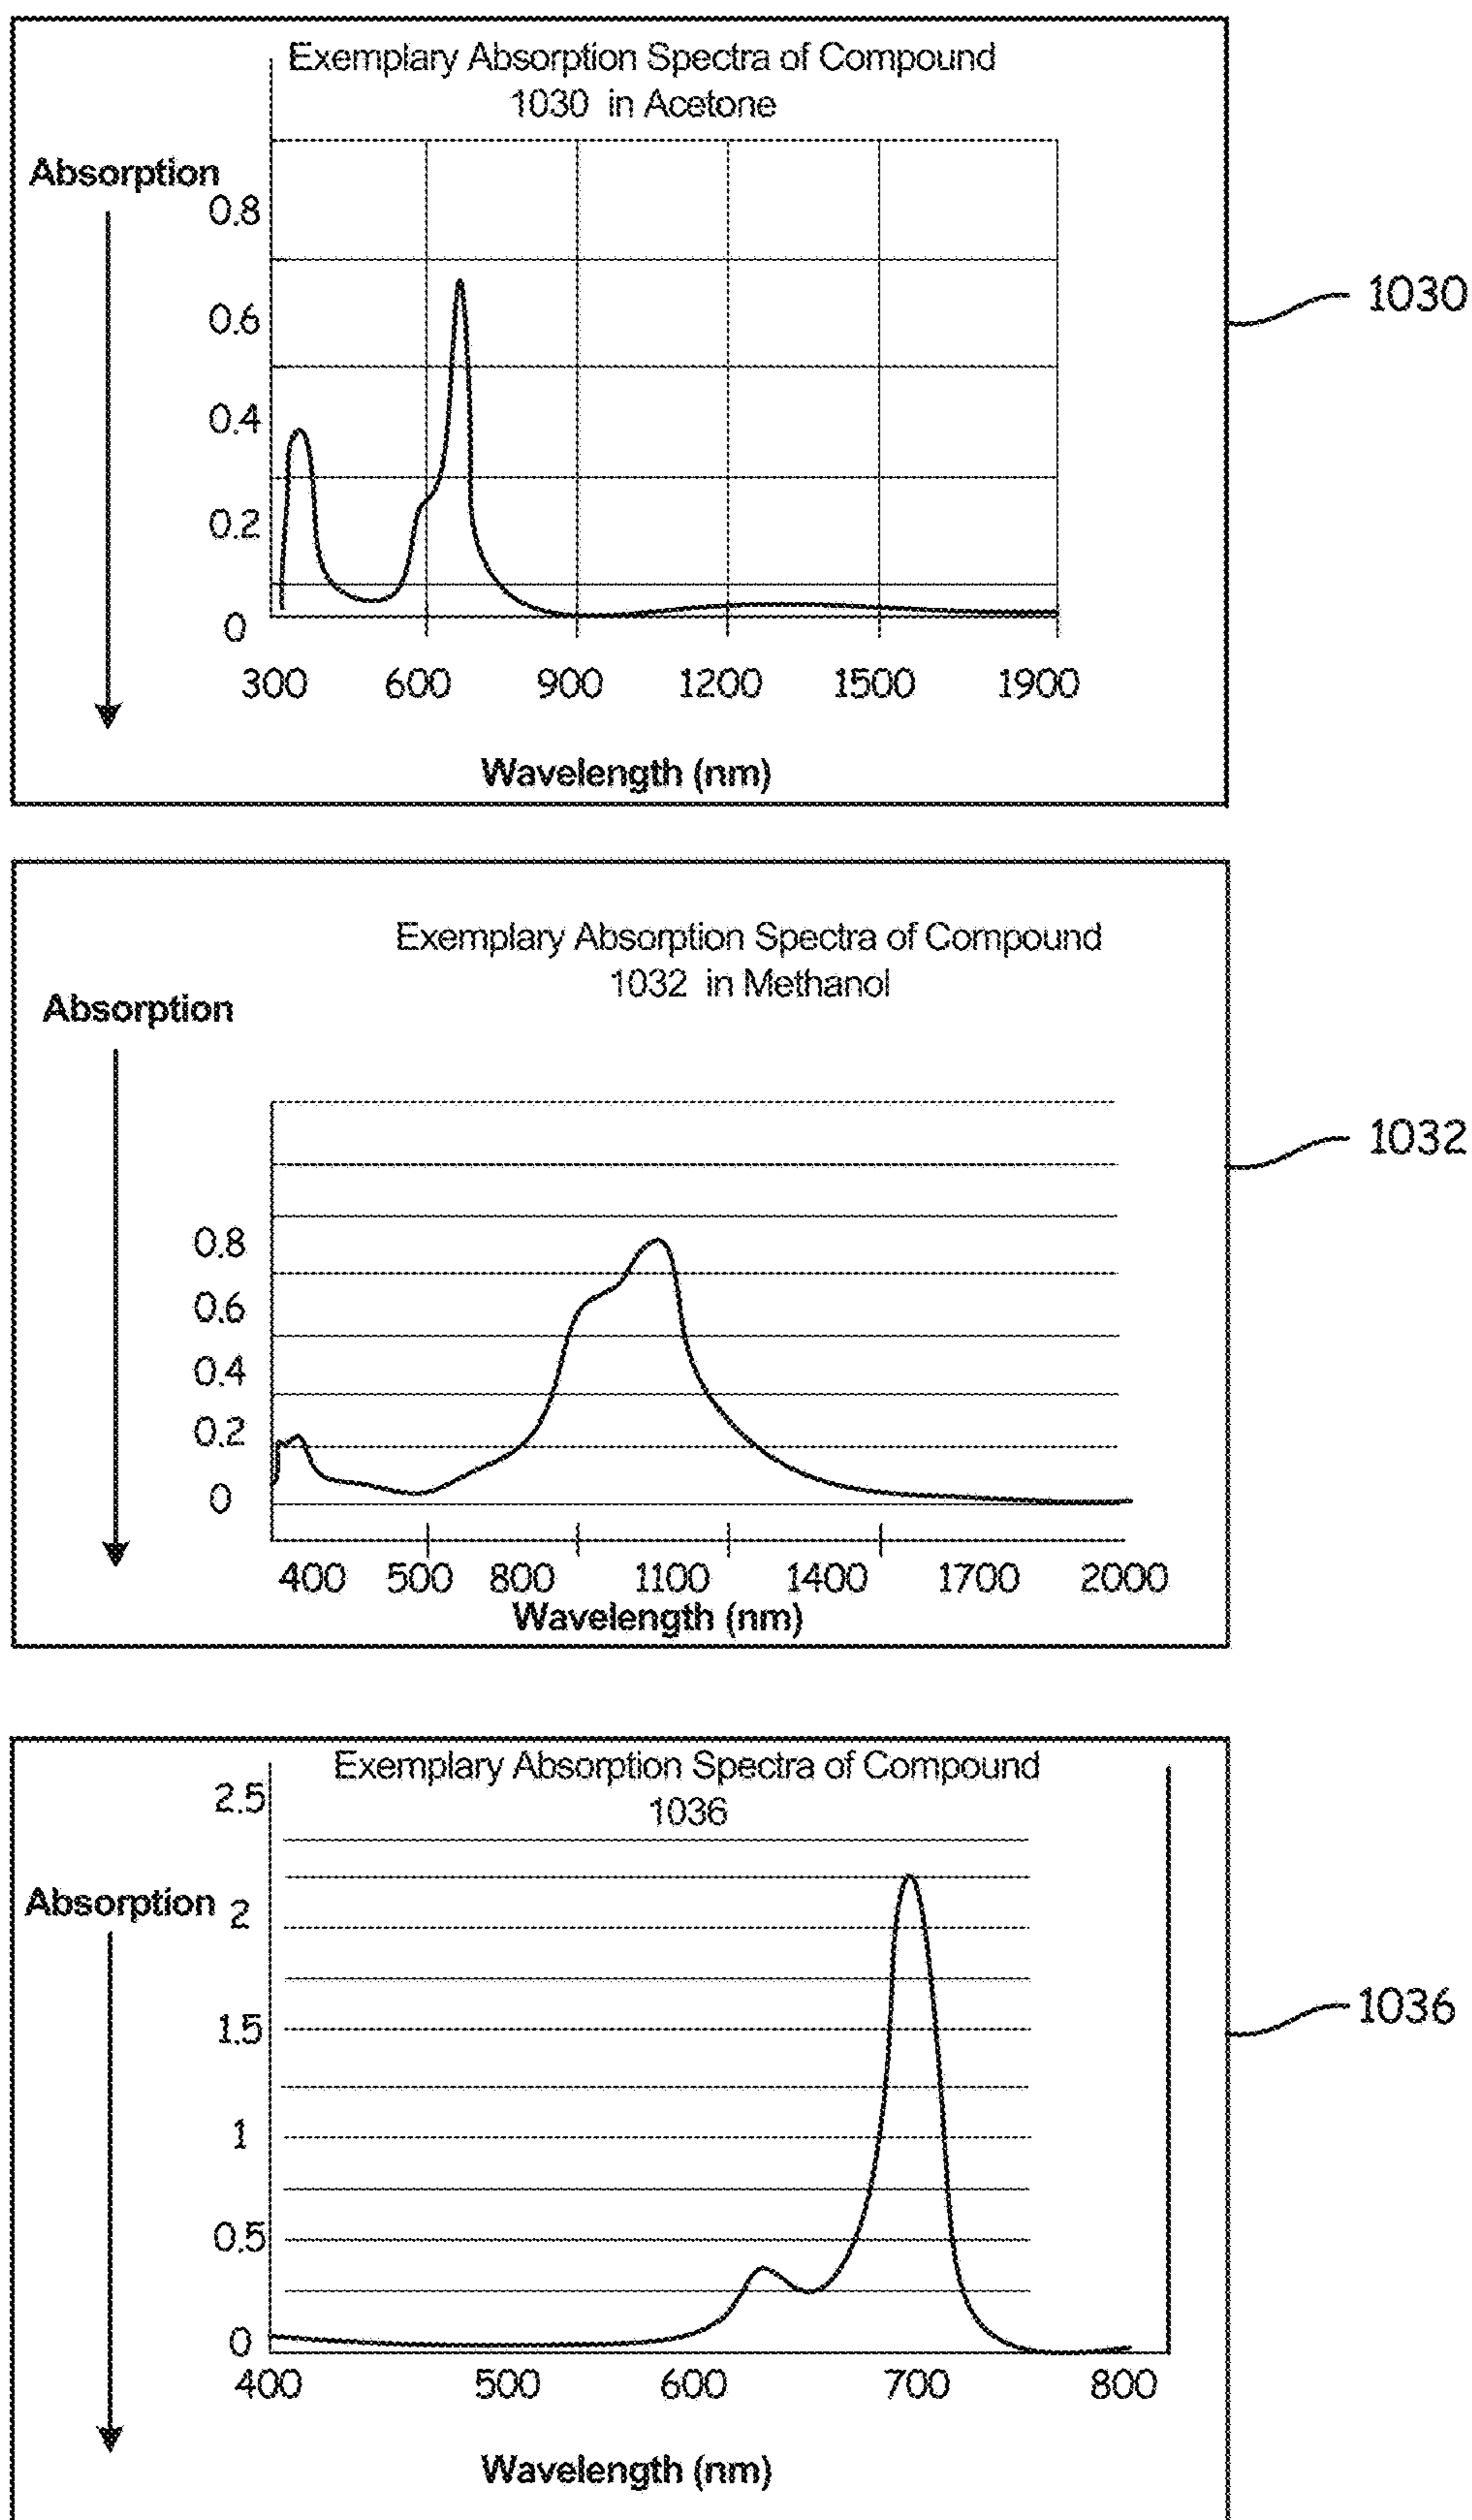 Exemplary Absorption Spectra of Compound
1030 in Acetone
Absorption
0.8
0.6
0.4
0.2
0
300 600 900 1200 1500 1900
Wavelength (nm)
1030
Exemplary Absorption Spectra of Compound
1032 in Methanol
Absorption
0.8
0.6
0.4
0.2
0
400 500 800 1100 1400 1700 2000
Wavelength (nm)
1032
Exemplary Absorption Spectra of Compound
1036
Absorption
2.5
2
1.5
1
0.5
0
400 500 600 700 800
Wavelength (nm)
1036